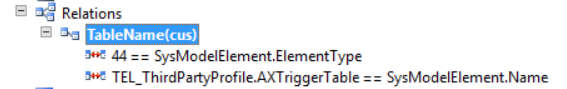 Relations
TableName(cus)
44 == SysModelElement.ElementType
TEL_ThirdPartyProfile.AXTriggerTable == SysModelElement.Name